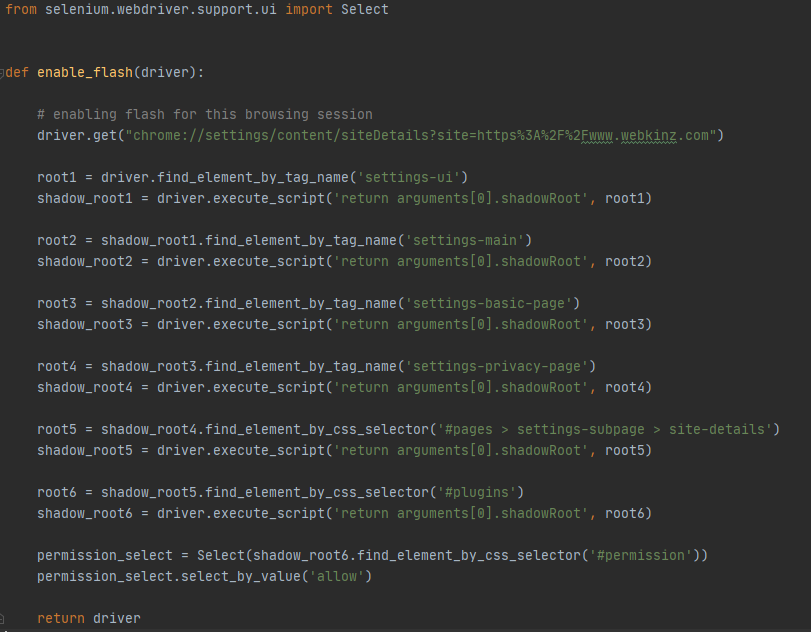 from selenium.webdriver.support.ui import Select
def enable_flash(driver):
# enabling flash for this browsing session
driver.get("chrome://settings/content/siteDetails?site=https%3A%2F%2Fwww.webkinz.com")
root1 = driver.find_element_by_tag_name('settings-ui')
shadow_root1 = driver.execute_script('return arguments[0].shadowRoot', root1)
root2 = shadow_root1.find_element_by_tag_name('settings-main')
shadow_root2 = driver.execute_script('return arguments[0].shadowRoot', root2)
root3 = shadow_root2.find_element_by_tag_name('settings-basic-page')
shadow_root3 = driver.execute_script('return arguments[0].shadowRoot', root3)
root4 = shadow_root3.find_element_by_tag_name('settings-privacy-page')
shadow_root4 = driver.execute_script('return arguments[0].shadowRoot', root4)
root5 = shadow_root4.find_element_by_css_selector('#pages > settings-subpage > site-details')
shadow_root5 = driver.execute_script('return arguments[0].shadowRoot', root5)
root6 = shadow_root5.find_element_by_css_selector('#plugins')
shadow_root6 = driver.execute_script('return arguments[0].shadowRoot', root6)
permission_select = Select(shadow_root6.find_element_by_css_selector('#permission'))
permission_select.select_by_value('allow')
return driver